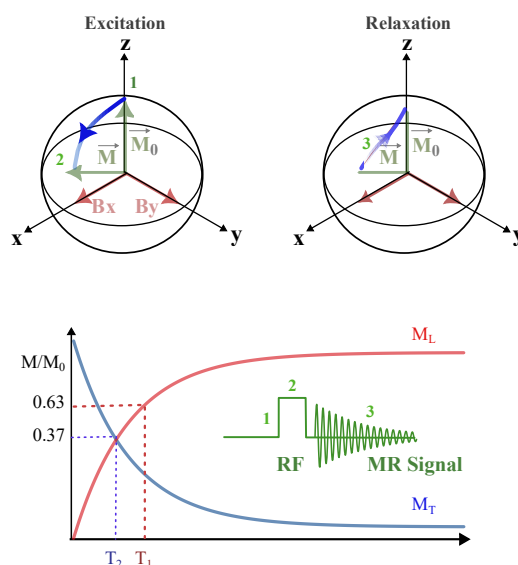 Excitation
Relaxation
z
z
1
2
3
M
M₀
M
M₀
Bx
By
x
y
x
y
M/M₀
M_L
0.63
2
1
3
0.37
RF
MR Signal
M_T
T₂
T₁